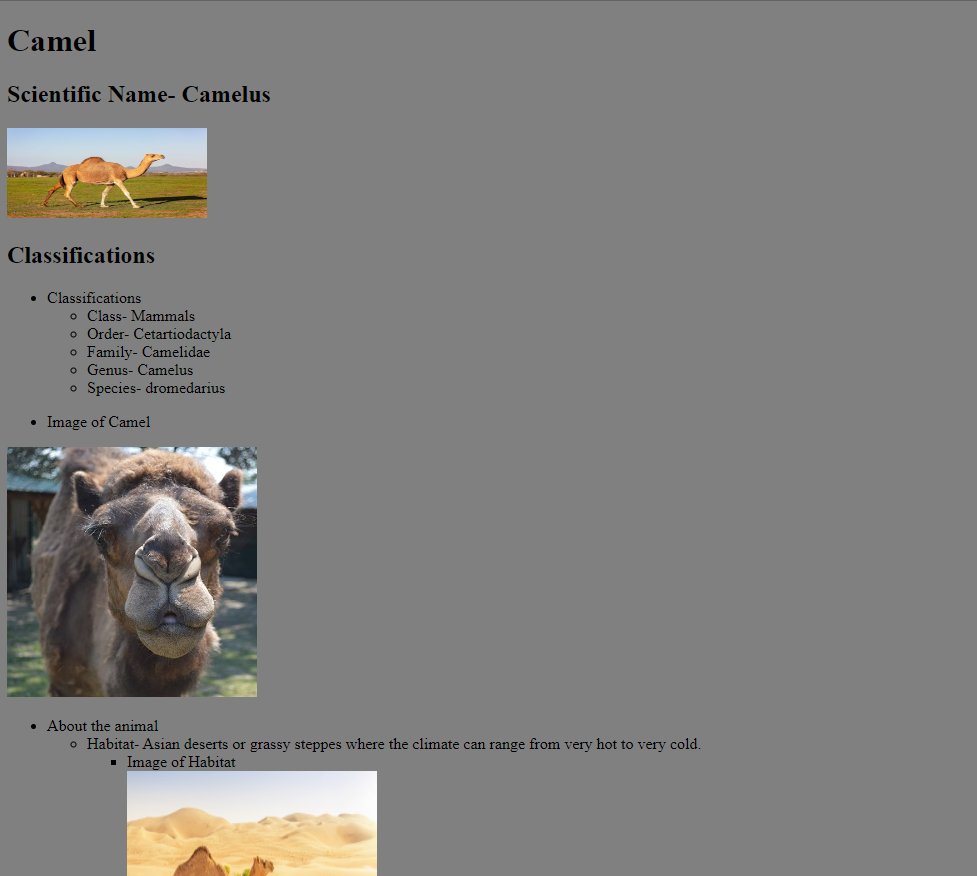 Camel
Scientific Name- Camelus
Classifications
Classifications
Class- Mammals
Order- Cetartiodactyla
Family- Camelidae
Genus- Camelus
Species- dromedarius
Image of Camel
About the animal
Habitat- Asian deserts or grassy steppes where the climate can range from very hot to very cold.
Image of Habitat